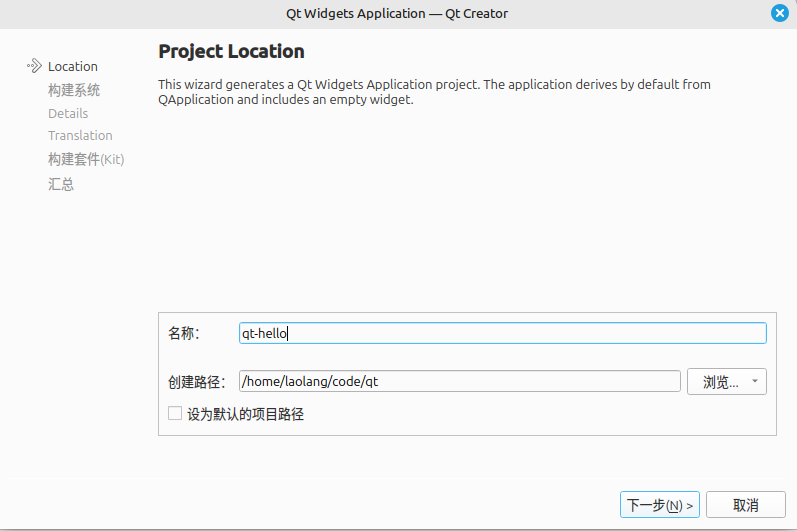 Qt Widgets Application — Qt Creator
Location
构建系统
Details
Translation
构建套件(Kit)
汇总
Project Location
This wizard generates a Qt Widgets Application project. The application derives by default from
QApplication and includes an empty widget.
名称：
qt-hello
创建路径：
/home/laolang/code/qt
浏览...
设为默认的项目路径
下一步(N) >
取消